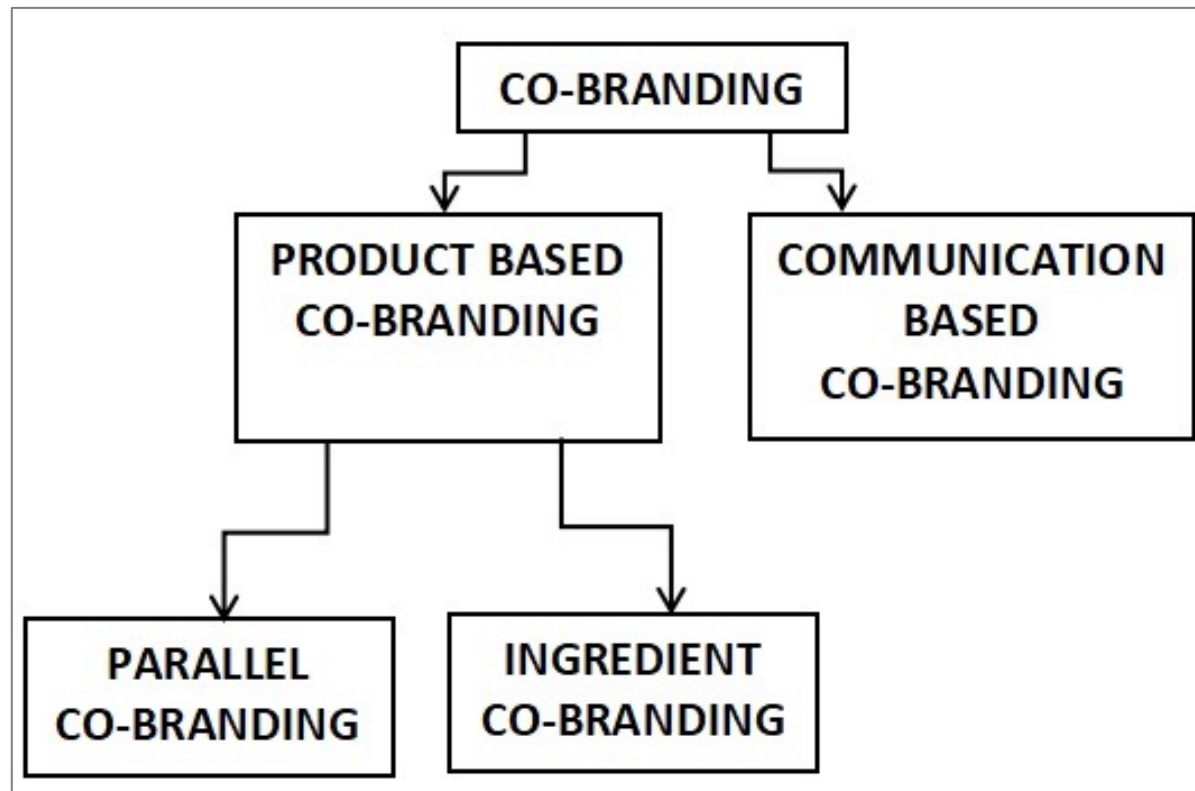 CO-BRANDING
PRODUCT BASED
CO-BRANDING
COMMUNICATION
BASED
CO-BRANDING
PARALLEL
CO-BRANDING
INGREDIENT
CO-BRANDING